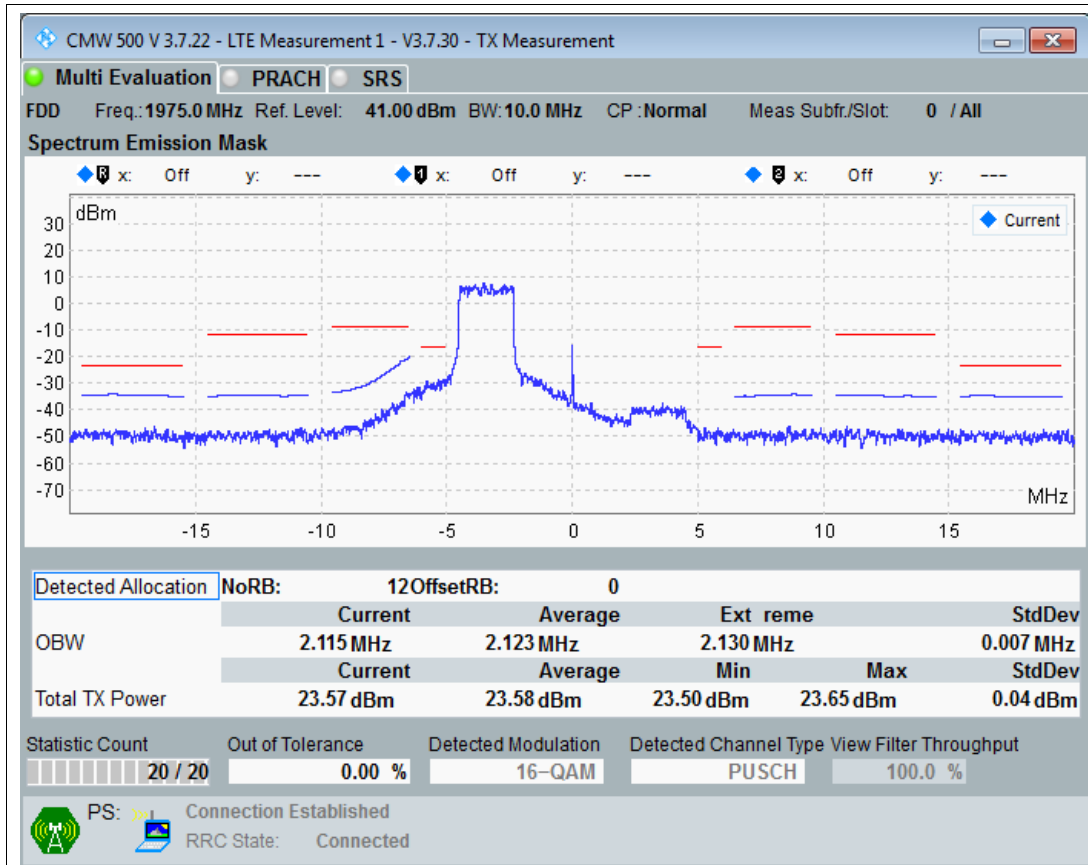 CMW 500 V 3.7.22 - LTE Measurement 1 - V3.7.30 - TX Measurement
Multi Evaluation PRACH SRS
FDD Freq.: 1975.0 MHz Ref. Level: 41.00 dBm BW: 10.0 MHz CP : Normal Meas Subfr./Slot: 0 / All
Spectrum Emission Mask
R x: Off y: --- 1 x: Off y: --- 2 x: Off y: ---
dBm
Current
30
20
10
0
-10
-20
-30
-40
-50
-60
-70
MHz
-15 -10 -5 0 5 10 15
Detected Allocation NoRB: 12 OffsetRB: 0
Current Average Ext reme StdDev
OBW 2.115 MHz 2.123 MHz 2.130 MHz 0.007 MHz
Current Average Min Max StdDev
Total TX Power 23.57 dBm 23.58 dBm 23.50 dBm 23.65 dBm 0.04 dBm
Statistic Count Out of Tolerance Detected Modulation Detected Channel Type View Filter Throughput
20 / 20 0.00 % 16-QAM PUSCH 100.0 %
PS: Connection Established
RRC State: Connected